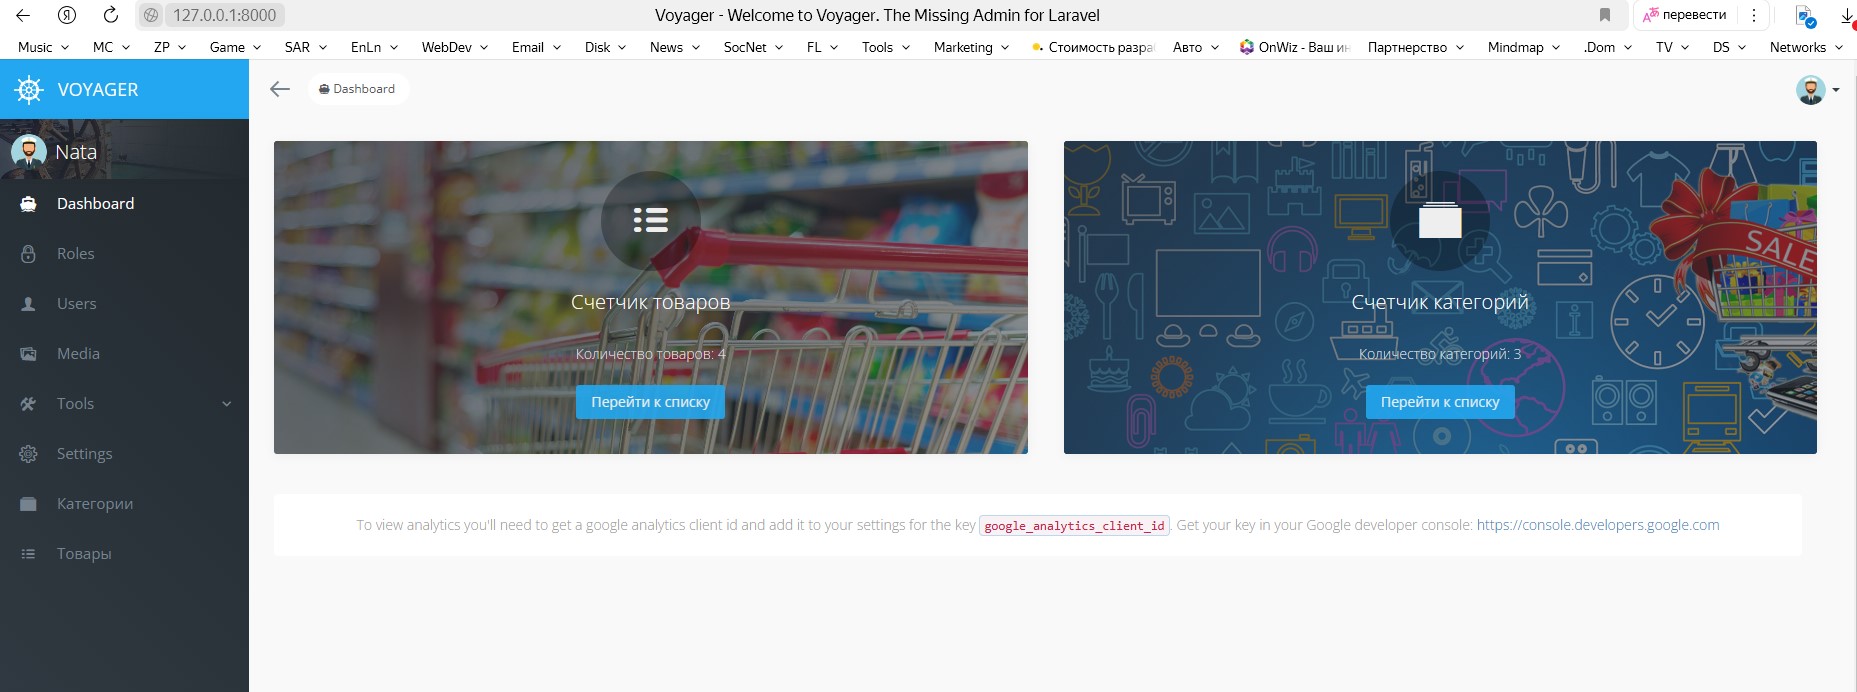 127.0.0.1:8000
Voyager - Welcome to Voyager. The Missing Admin for Laravel
перевести
Music MC ZP Game SAR EnLn WebDev Email Disk News SocNet FL Tools Marketing Стоимость разра Авто OnWiz - Ваш ин Партнерство Mindmap .Dom TV DS Networks
VOYAGER
Dashboard
Nata
Dashboard
Roles
Users
Media
Tools
Settings
Категории
Товары
Счетчик товаров
Количество товаров: 4
Перейти к списку
SALE
Счетчик категорий
Количество категорий: 3
Перейти к списку
To view analytics you'll need to get a google analytics client id and add it to your settings for the key google_analytics_client_id. Get your key in your Google developer console: https://console.developers.google.com